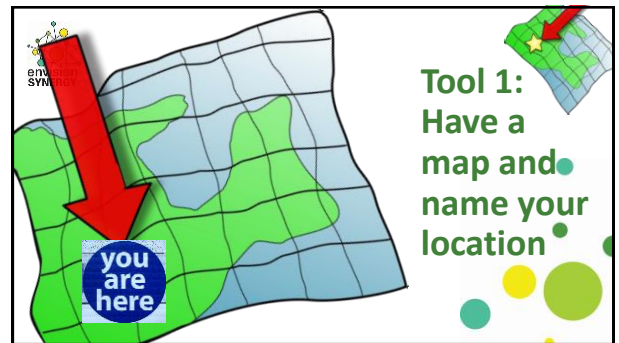 envision
SYNERGY
Tool 1:
Have a
map and
name your
location
you
are
here